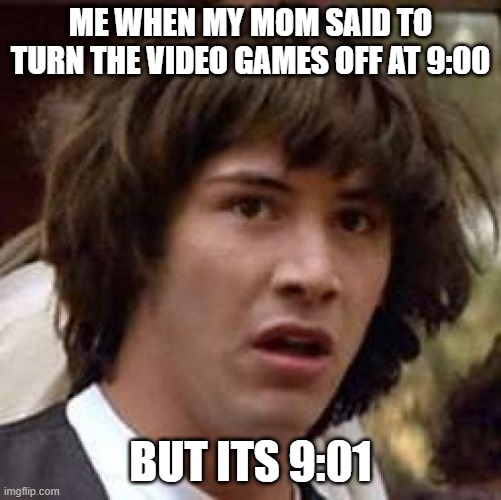 ME WHEN MY MOM SAID TO
TURN THE VIDEO GAMES OFF AT 9:00
BUT ITS 9:01
imgflip.com